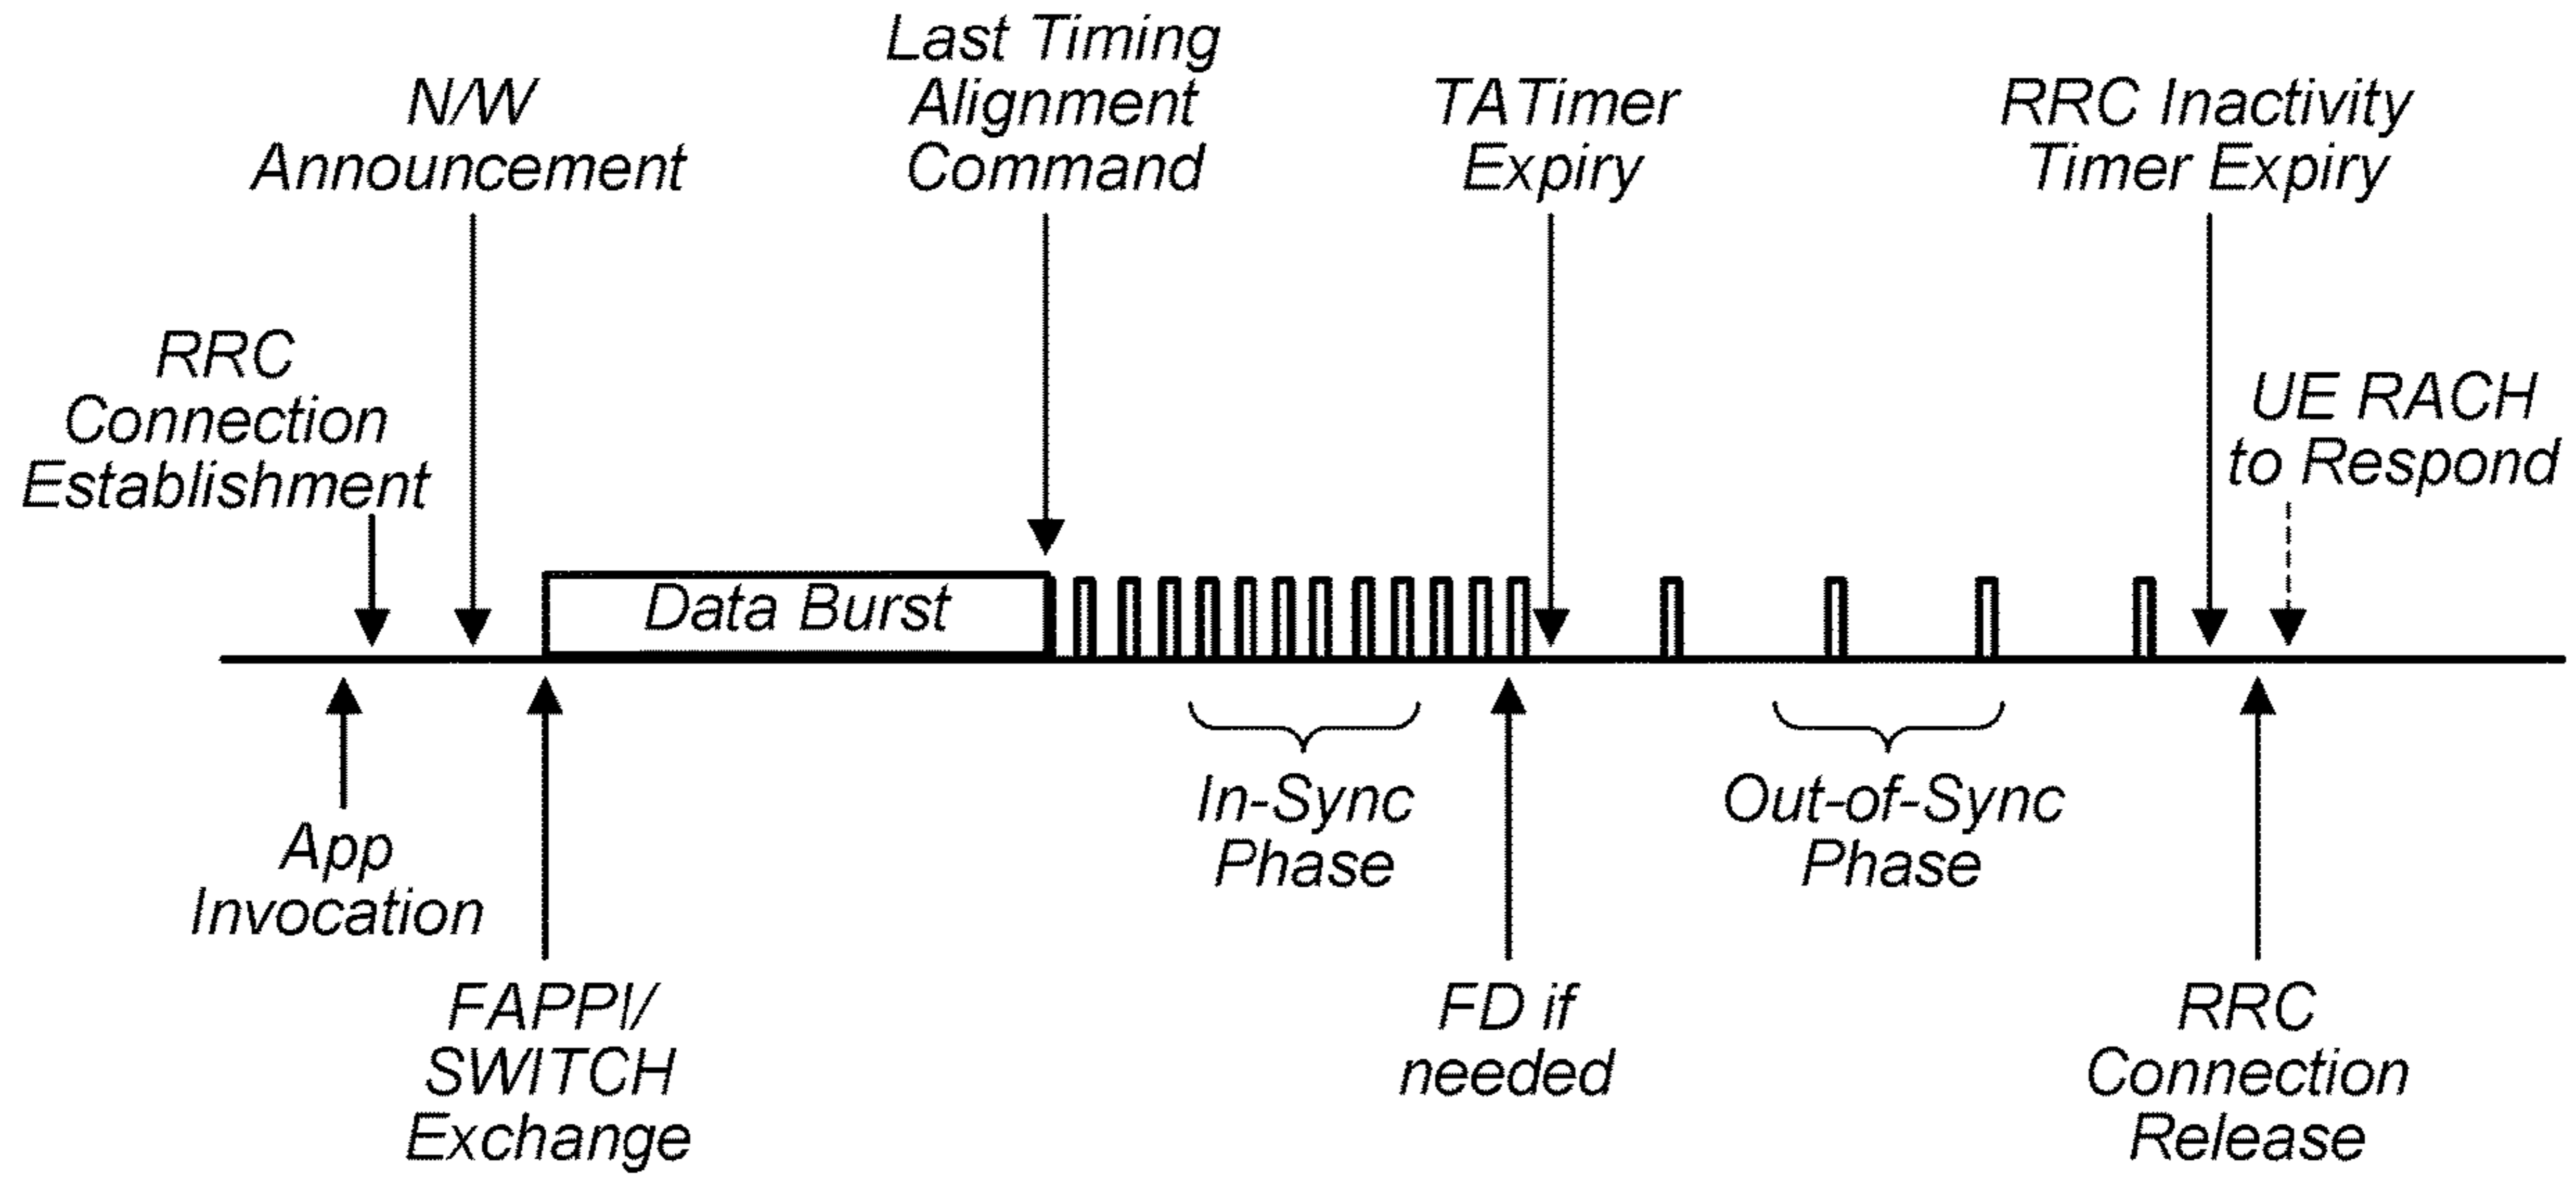 Last Timing
Alignment
Command
N/W
Announcement
TATimer
Expiry
RRC Inactivity
Timer Expiry
RRC
Connection
Establishment
UE RACH
to Respond
Data Burst
In-Sync
Phase
Out-of-Sync
Phase
App
Invocation
FAPPI/
SWITCH
Exchange
FD if
needed
RRC
Connection
Release